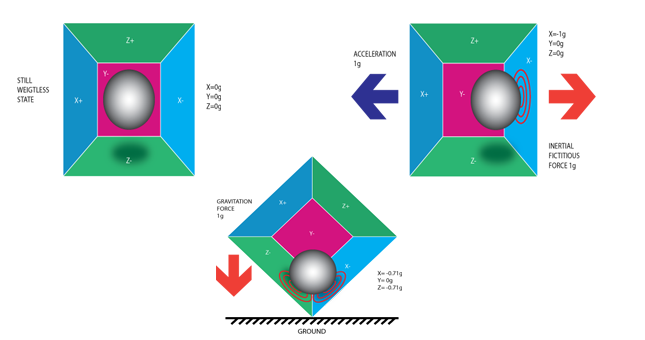 STILL
WEIGHTLESS
STATE
Z+
Y-
X+
X-
Z-
X=0g
Y=0g
Z=0g
ACCELERATION
1g
Z+
X-
X+
Y-
Z-
X=-1g
Y=0g
Z=0g
INERTIAL
FICTITIOUS
FORCE 1g
GRAVITATION
FORCE
1g
X+
Z+
Y-
Z-
X-
X= -0.71g
Y= 0g
Z= -0.71g
GROUND